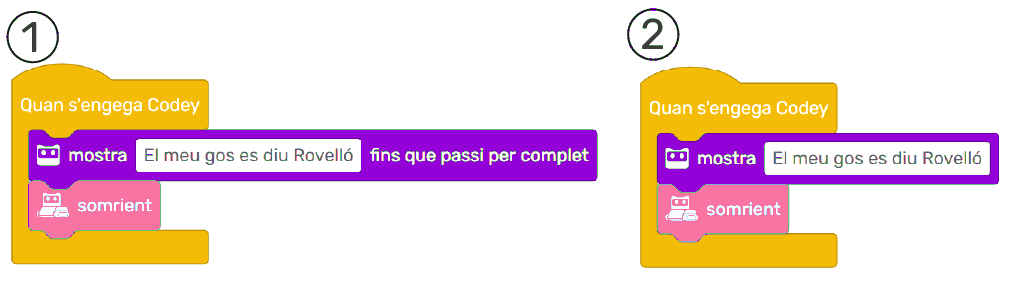 1
Quan s'engega Codey
mostra El meu gos es diu Rovelló fins que passi per complet
somrient
2
Quan s'engega Codey
mostra El meu gos es diu Rovelló
somrient